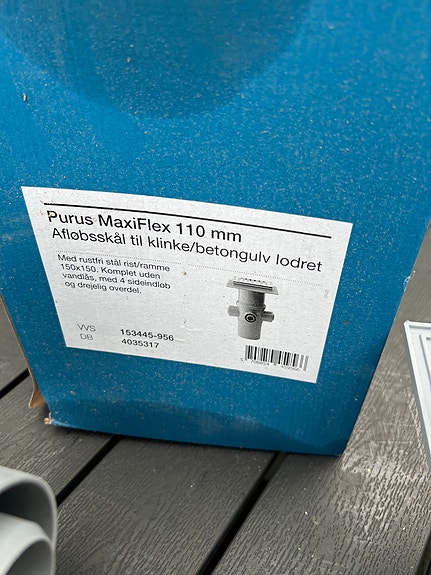 Purus MaxiFlex 110 mm
Afløbsskål til klinke/betongulv lodret
Med rustfri stål rist/ramme
150x150. Komplet uden
vandlås, med 4 sideindløb
og drejelig overdel.
VVS 153445-956
DB 4035317